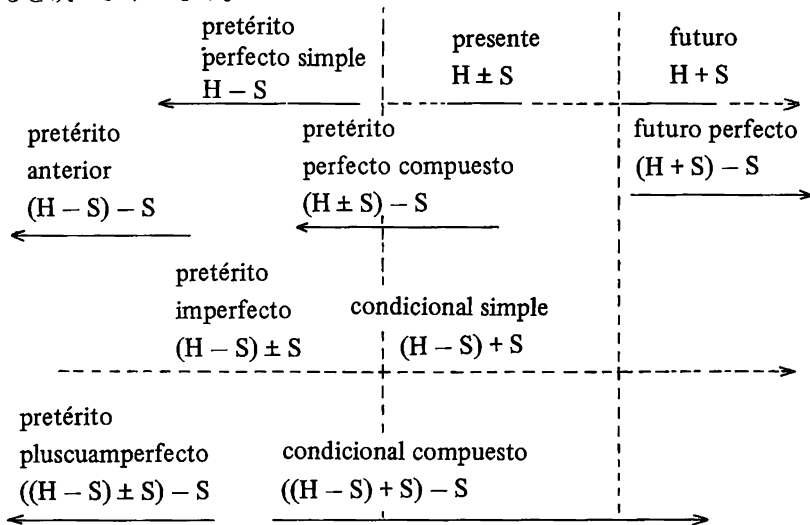 pretérito
perfecto simple
H – S
presente
H ± S
futuro
H + S
pretérito
anterior
(H – S) – S
pretérito
perfecto compuesto
(H ± S) – S
futuro perfecto
(H + S) – S
pretérito
imperfecto
(H – S) ± S
condicional simple
(H – S) + S
pretérito
pluscuamperfecto
((H – S) ± S) – S
condicional compuesto
((H – S) + S) – S